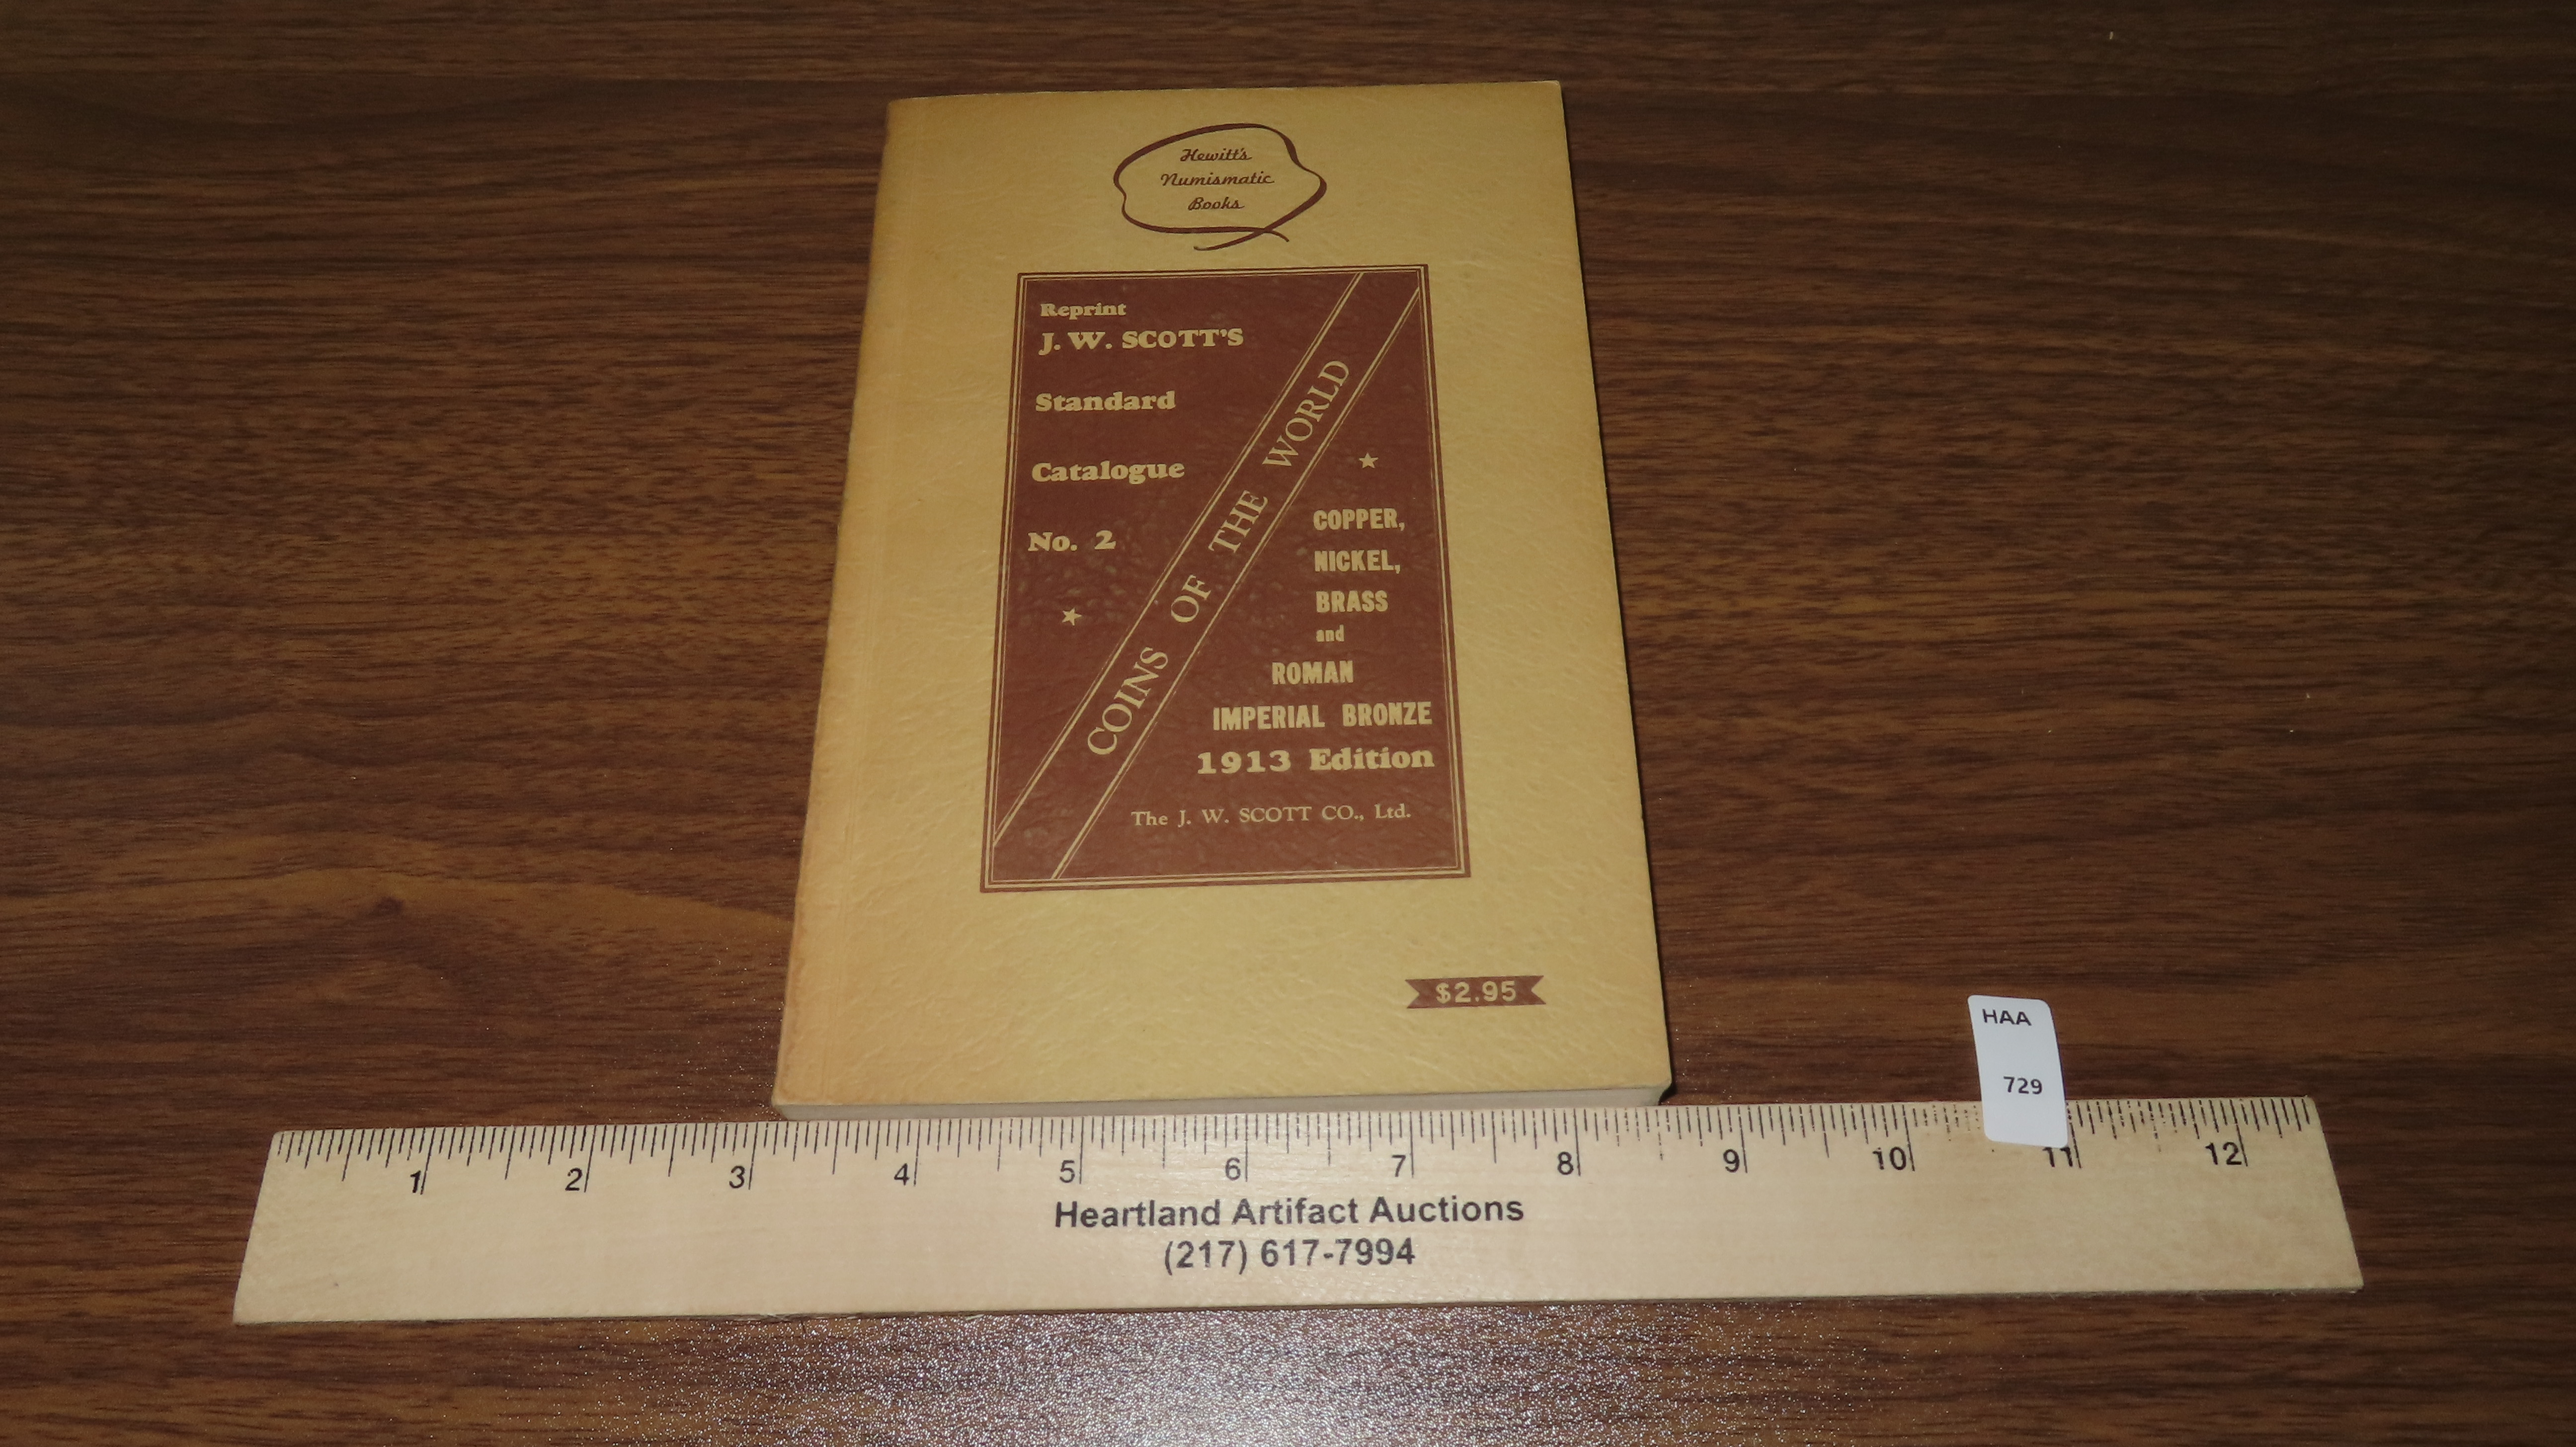 Hewitt's
Numismatic
Books
Reprint
J. W. SCOTT'S
Standard
Catalogue
No. 2
COINS OF THE WORLD
COPPER,
NICKEL,
BRASS
and
ROMAN
IMPERIAL BRONZE
1913 Edition
The J. W. SCOTT CO., Ltd.
$2.95
HAA
729
1 2 3 4 5 6 7 8 9 10 11 12
Heartland Artifact Auctions
(217) 617-7994